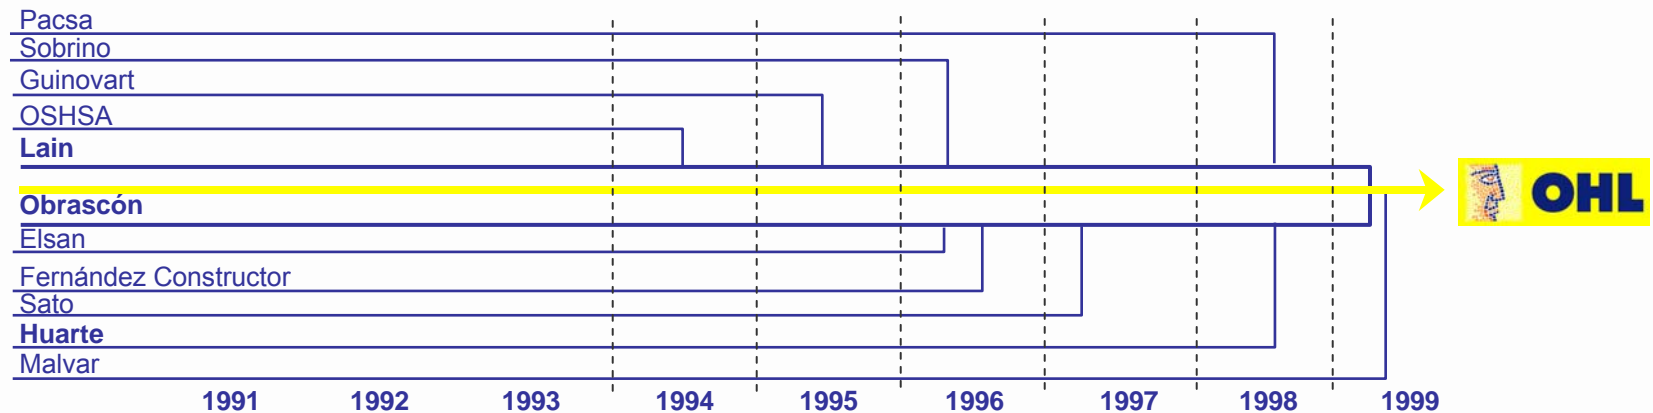 Pacsa
Sobrino
Guinovart
OSHSA
Lain
Obrascón
OHL
Elsan
Fernández Constructor
Sato
Huarte
Malvar
1991 1992 1993 1994 1995 1996 1997 1998 1999